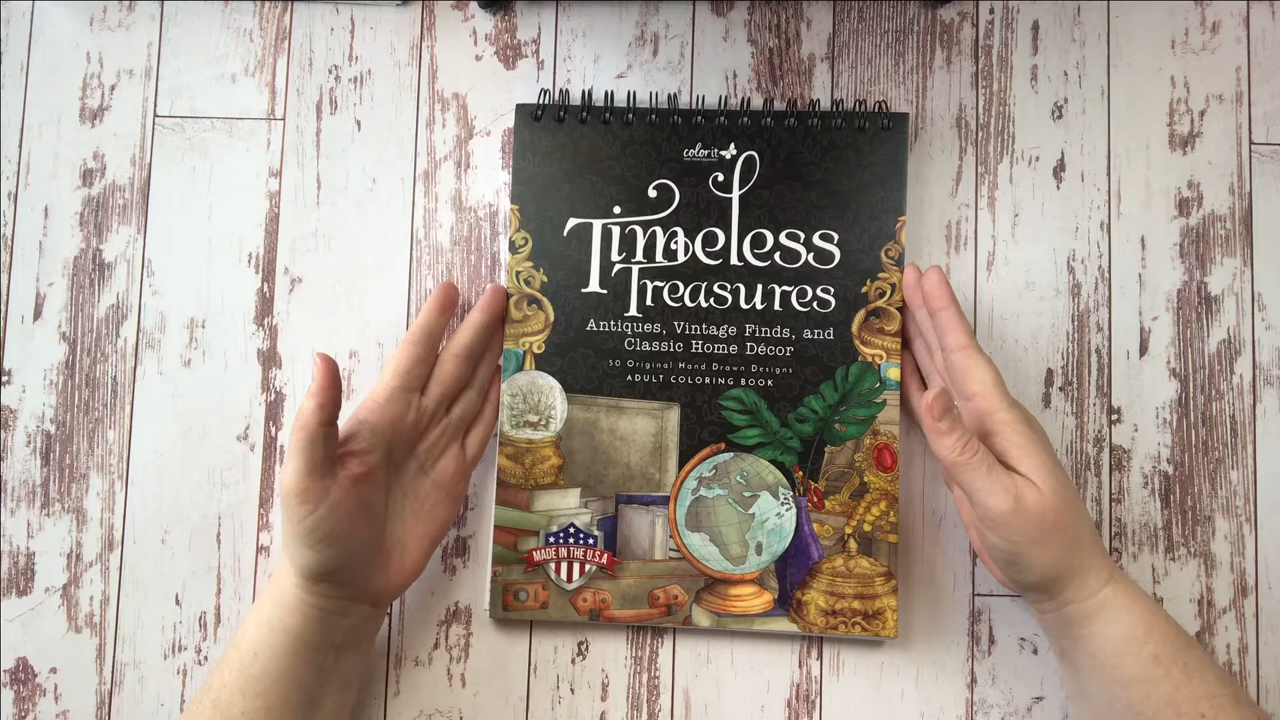 colorit
Timeless
Treasures
Antiques, Vintage Finds, and
Classic Home Décor
50 Original Hand Drawn Designs
ADULT COLORING BOOK
MADE IN THE U.S.A